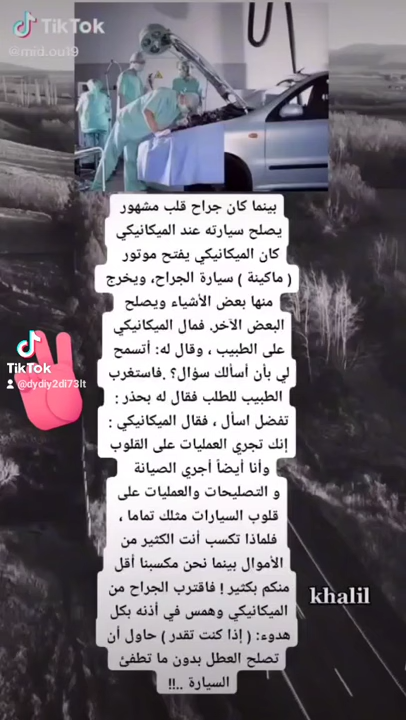 TikTok
@mid.ou19
بينما كان جراح قلب مشهور
يصلح سيارته عند الميكانيكي
كان الميكانيكي يفتح موتور
( ماكينة ) سيارة الجراح، ويخرج
منها بعض الأشياء ويصلح
البعض الآخر. فمال الميكانيكي
على الطبيب ، وقال له: أتسمح
لي بأن أسألك سؤال؟ .فاستغرب
الطبيب للطلب فقال له بحذر :
تفضل اسأل ، فقال الميكانيكي :
إنك تجري العمليات على القلوب
وأنا أيضاً أجري الصيانة
و التصليحات والعمليات على
قلوب السيارات مثلك تماما ،
فلماذا تكسب أنت الكثير من
الأموال بينما نحن مكسبنا أقل
منكم بكثير ! فاقترب الجراح من
الميكانيكي وهمس في أذنه بكل
هدوء: ( إذا كنت تقدر ) حاول أن
تصلح العطل بدون ما تطفئ
السيارة ..!!
TikTok
@dydiy2di73lt
khalil